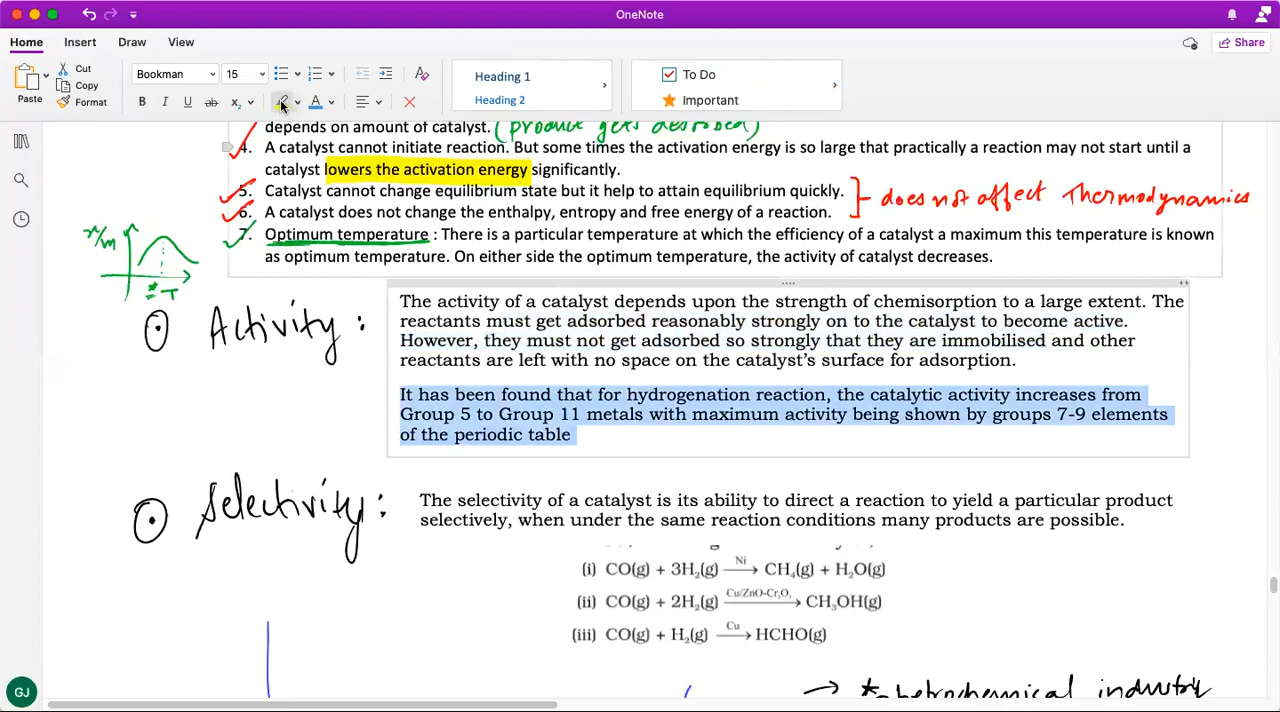 OneNote
Home Insert Draw View
Share
Paste
Cut
Copy
Format
Bookman 15
B I U ab x₂ A
Heading 1
Heading 2
To Do
Important
depends on amount of catalyst. (product gets desorbed)
4. A catalyst cannot initiate reaction. But some times the activation energy is so large that practically a reaction may not start until a
catalyst lowers the activation energy significantly.
5. Catalyst cannot change equilibrium state but it help to attain equilibrium quickly.
6. A catalyst does not change the enthalpy, entropy and free energy of a reaction.
does not affect Thermodynamics
7. Optimum temperature : There is a particular temperature at which the efficiency of a catalyst a maximum this temperature is known
as optimum temperature. On either side the optimum temperature, the activity of catalyst decreases.
T
Activity :
The activity of a catalyst depends upon the strength of chemisorption to a large extent. The
reactants must get adsorbed reasonably strongly on to the catalyst to become active.
However, they must not get adsorbed so strongly that they are immobilised and other
reactants are left with no space on the catalyst's surface for adsorption.
It has been found that for hydrogenation reaction, the catalytic activity increases from
Group 5 to Group 11 metals with maximum activity being shown by groups 7-9 elements
of the periodic table
Selectivity :
The selectivity of a catalyst is its ability to direct a reaction to yield a particular product
selectively, when under the same reaction conditions many products are possible.
(i) CO(g) + 3H₂(g) —Ni→ CH₄(g) + H₂O(g)
(ii) CO(g) + 2H₂(g) —Cu/ZnO-Cr₂O₃→ CH₃OH(g)
(iii) CO(g) + H₂(g) —Cu→ HCHO(g)
→ * petrochemical industry
GJ